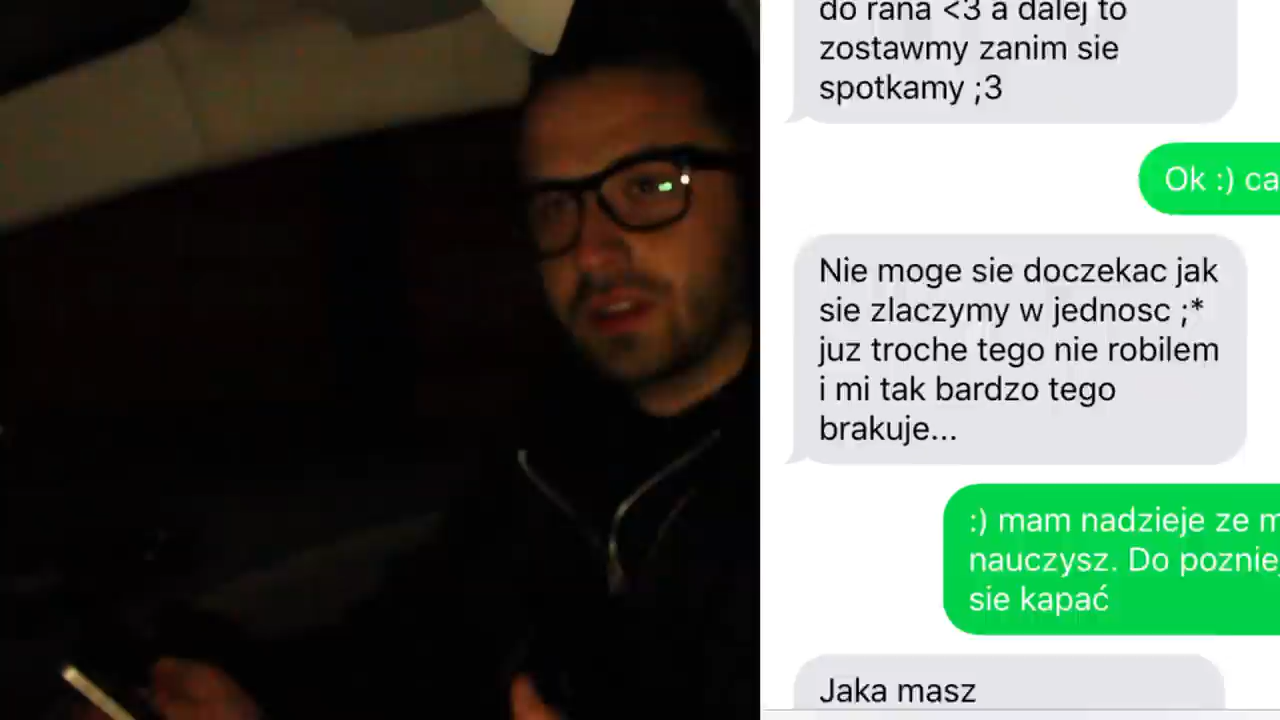 do rana <3 a dalej to
zostawmy zanim sie
spotkamy ;3
Ok :) ca
Nie moge sie doczekac jak
sie zlaczymy w jednosc ;*
juz troche tego nie robilem
i mi tak bardzo tego
brakuje...
:) mam nadzieje ze m
nauczysz. Do poznie
sie kapać
Jaka masz